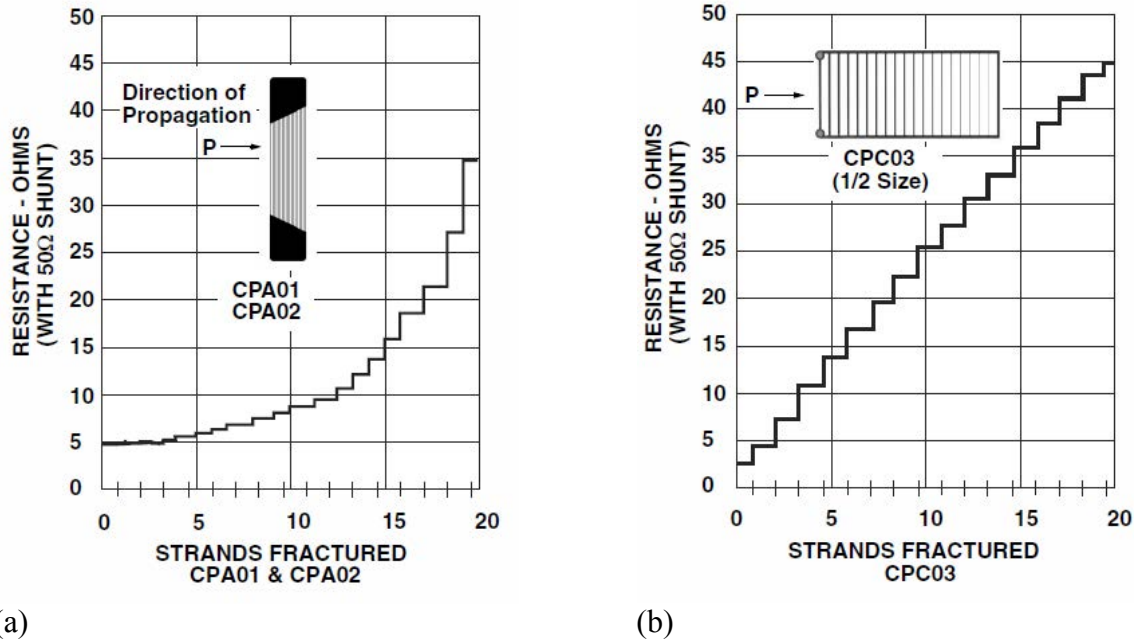 50
45
40
35
30
25
20
15
10
5
0
RESISTANCE - OHMS
(WITH 50Ω SHUNT)
Direction of
Propagation
P
CPA01
CPA02
0 5 10 15 20
STRANDS FRACTURED
CPA01 & CPA02
(a)
50
45
40
35
30
25
20
15
10
5
0
RESISTANCE - OHMS
(WITH 50Ω SHUNT)
P
CPC03
(1/2 Size)
0 5 10 15 20
STRANDS FRACTURED
CPC03
(b)